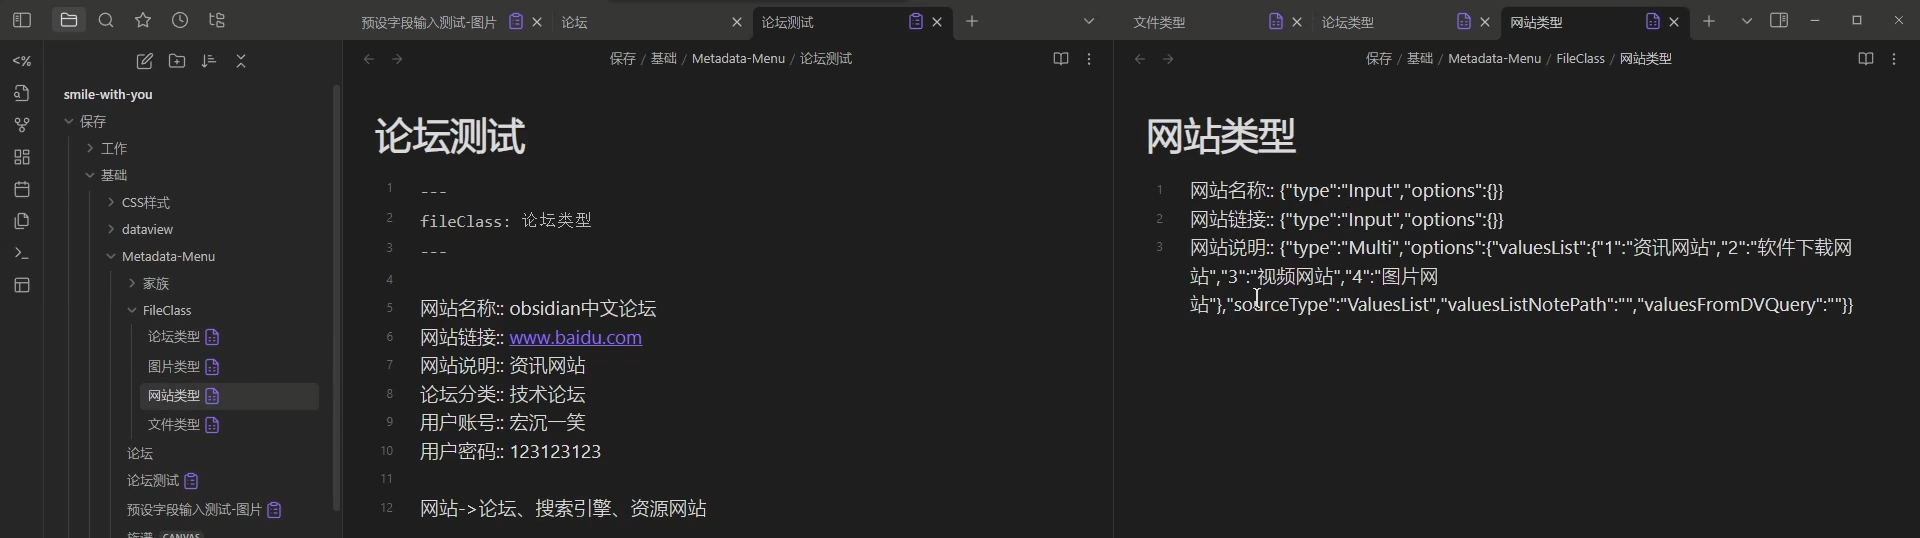 预设字段输入测试-图片
论坛
论坛测试
文件类型
论坛类型
网站类型
<%
保存 / 基础 / Metadata-Menu / 论坛测试
保存 / 基础 / Metadata-Menu / FileClass / 网站类型
smile-with-you
保存
工作
基础
CSS样式
dataview
Metadata-Menu
家族
FileClass
论坛类型
图片类型
网站类型
文件类型
论坛
论坛测试
预设字段输入测试-图片
族谱 CANVAS
论坛测试
1 ---
2 fileClass: 论坛类型
3 ---
4
5 网站名称:: obsidian中文论坛
6 网站链接:: www.baidu.com
7 网站说明:: 资讯网站
8 论坛分类:: 技术论坛
9 用户账号:: 宏沉一笑
10 用户密码:: 123123123
11
12 网站->论坛、搜索引擎、资源网站
网站类型
1 网站名称:: {"type":"Input","options":{}}
2 网站链接:: {"type":"Input","options":{}}
3 网站说明:: {"type":"Multi","options":{"valuesList":{"1":"资讯网站","2":"软件下载网
站","3":"视频网站","4":"图片网
站"},"sourceType":"ValuesList","valuesListNotePath":"","valuesFromDVQuery":""}}